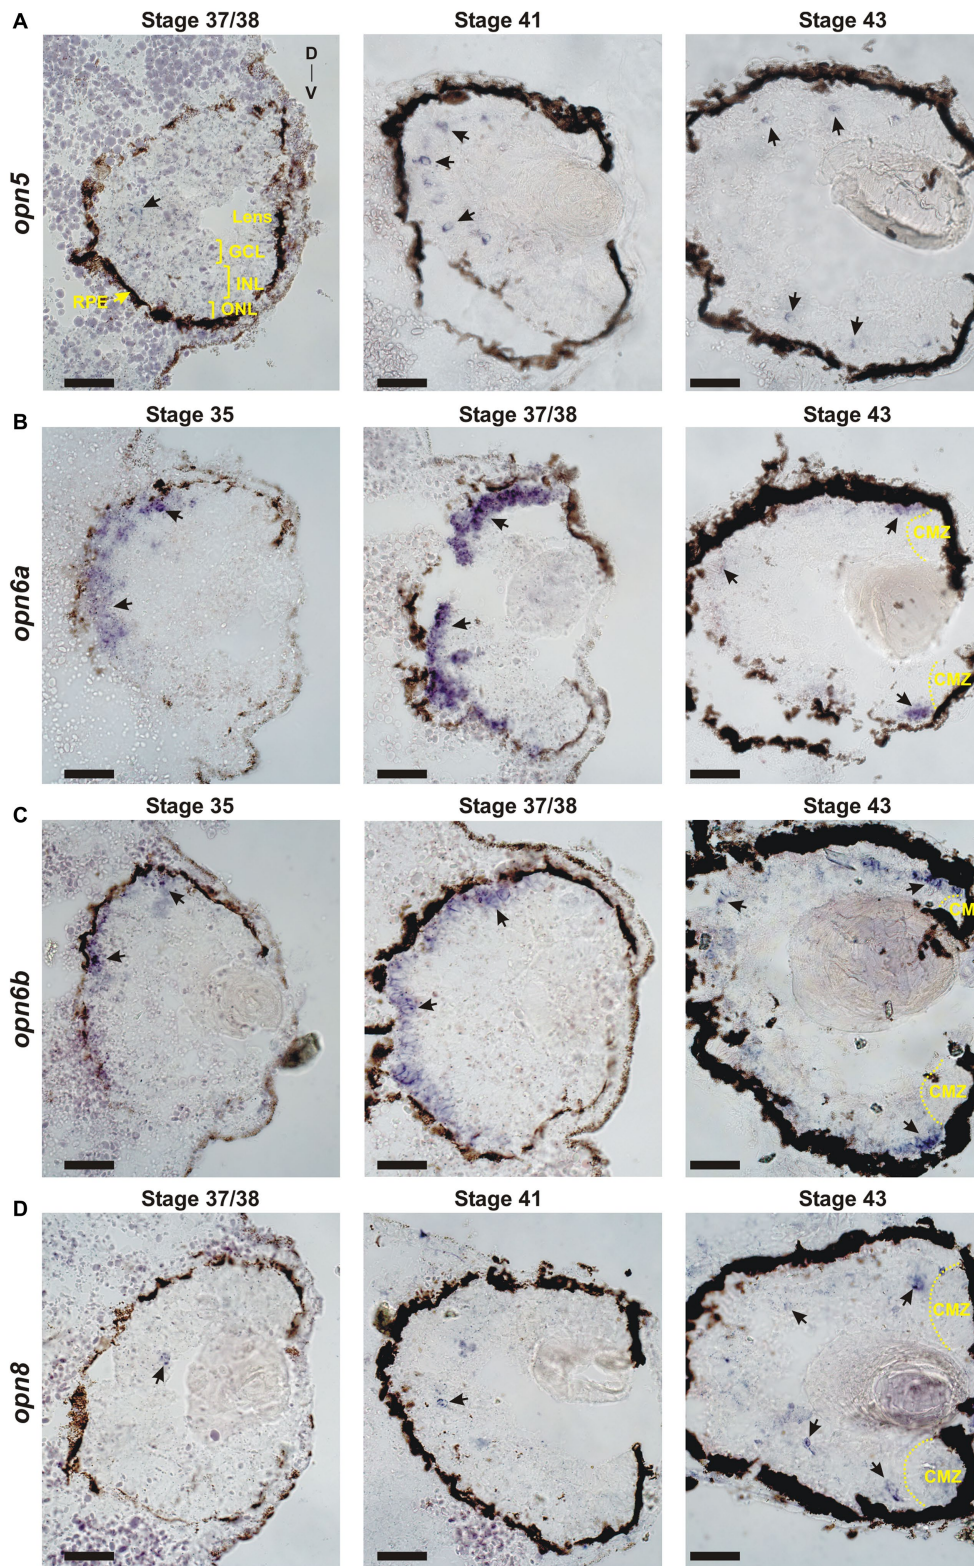 A
Stage 37/38
Stage 41
Stage 43
opn5
D
V
Lens
GCL
INL
ONL
RPE
B
Stage 35
Stage 37/38
Stage 43
opn6a
CMZ
CMZ
C
Stage 35
Stage 37/38
Stage 43
opn6b
CM
CMZ
D
Stage 37/38
Stage 41
Stage 43
opn8
CMZ
CMZ